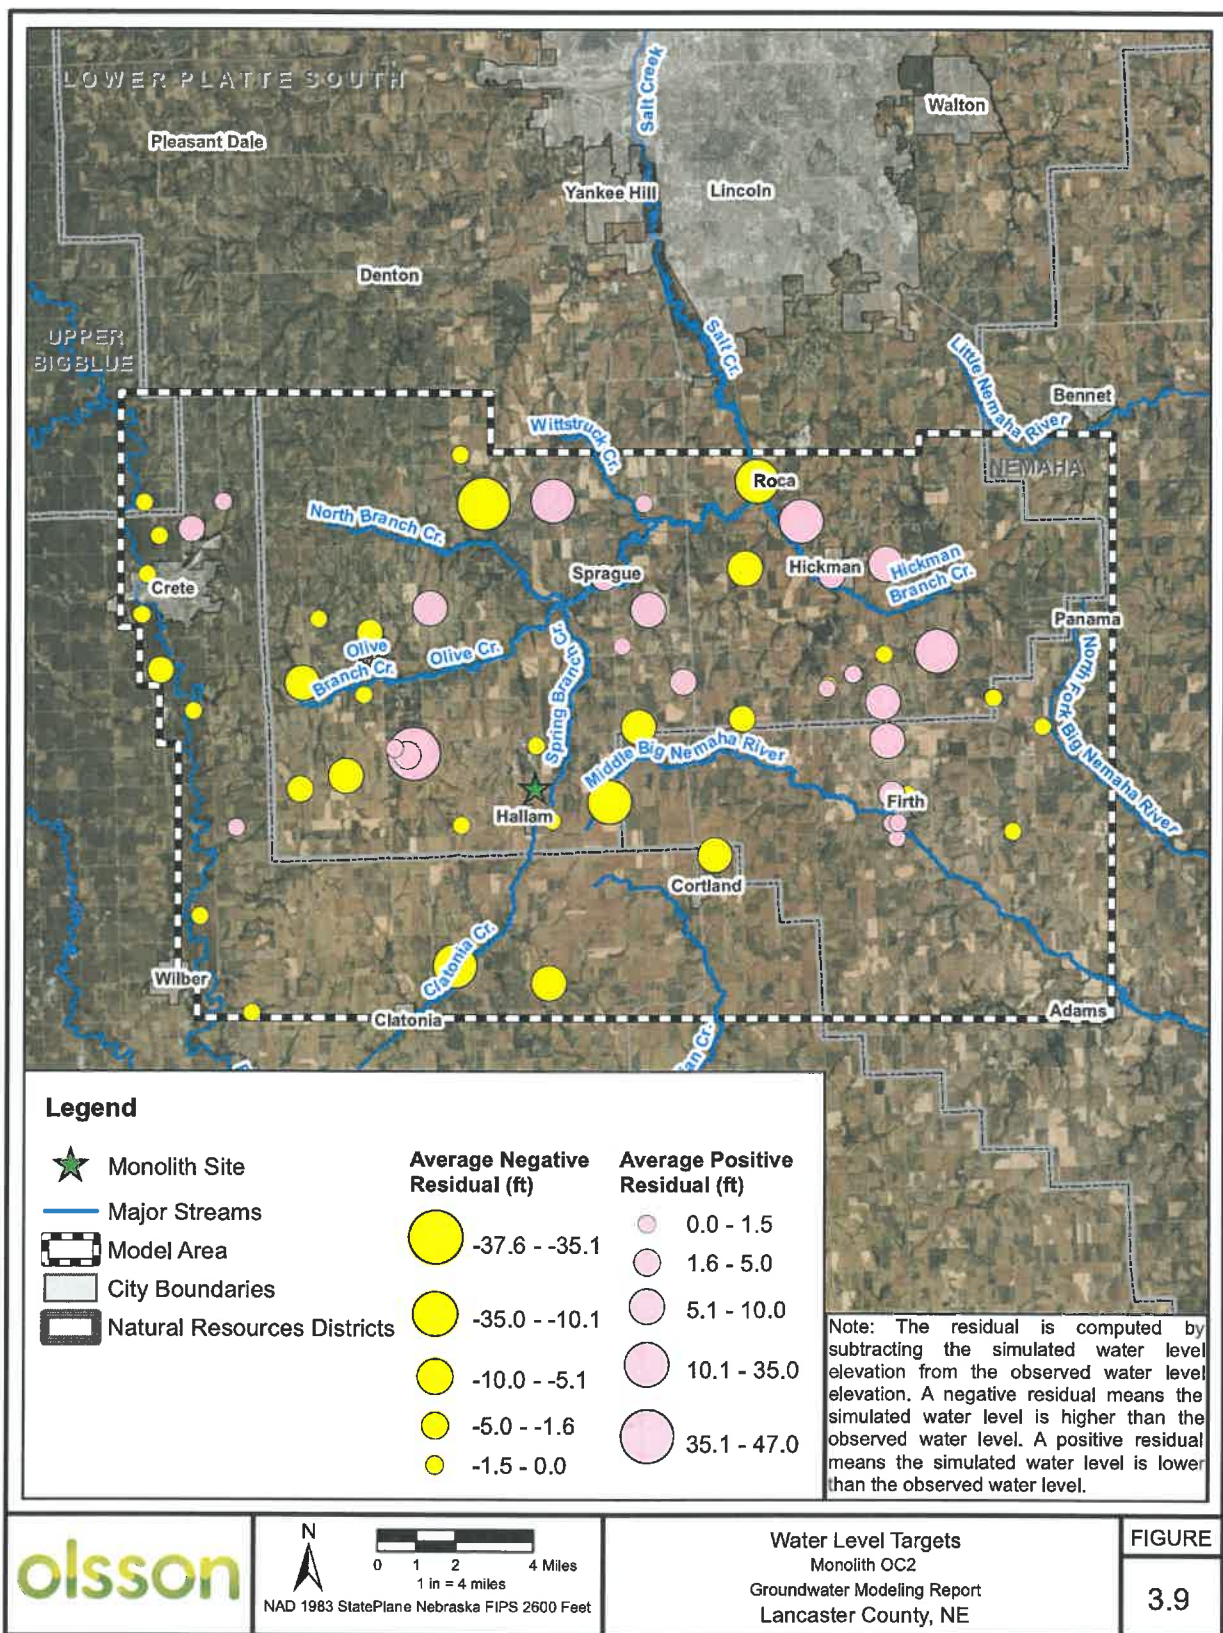 LOWER PLATTE SOUTH
Pleasant Dale
Salt Creek
Walton
Yankee Hill
Lincoln
Denton
UPPER
BIG BLUE
Salt Cr.
Little Nemaha River
Bennet
Wittstruck Cr.
NEMAHA
Roca
North Branch Cr.
Crete
Sprague
Hickman
Hickman
Branch Cr.
Panama
Olive
Branch Cr.
Olive Cr.
Spring Branch Cr.
North Fork Big Nemaha River
Middle Big Nemaha River
Hallam
Firth
Cortland
Clatonia Cr.
Wilber
Clatonia
Adams
an Cr.
Legend
Monolith Site
Major Streams
Model Area
City Boundaries
Natural Resources Districts
Average Negative
Residual (ft)
-37.6 - -35.1
-35.0 - -10.1
-10.0 - -5.1
-5.0 - -1.6
-1.5 - 0.0
Average Positive
Residual (ft)
0.0 - 1.5
1.6 - 5.0
5.1 - 10.0
10.1 - 35.0
35.1 - 47.0
Note: The residual is computed by
subtracting the simulated water level
elevation from the observed water level
elevation. A negative residual means the
simulated water level is higher than the
observed water level. A positive residual
means the simulated water level is lower
than the observed water level.
olsson
N
0 1 2 4 Miles
1 in = 4 miles
NAD 1983 StatePlane Nebraska FIPS 2600 Feet
Water Level Targets
Monolith OC2
Groundwater Modeling Report
Lancaster County, NE
FIGURE
3.9